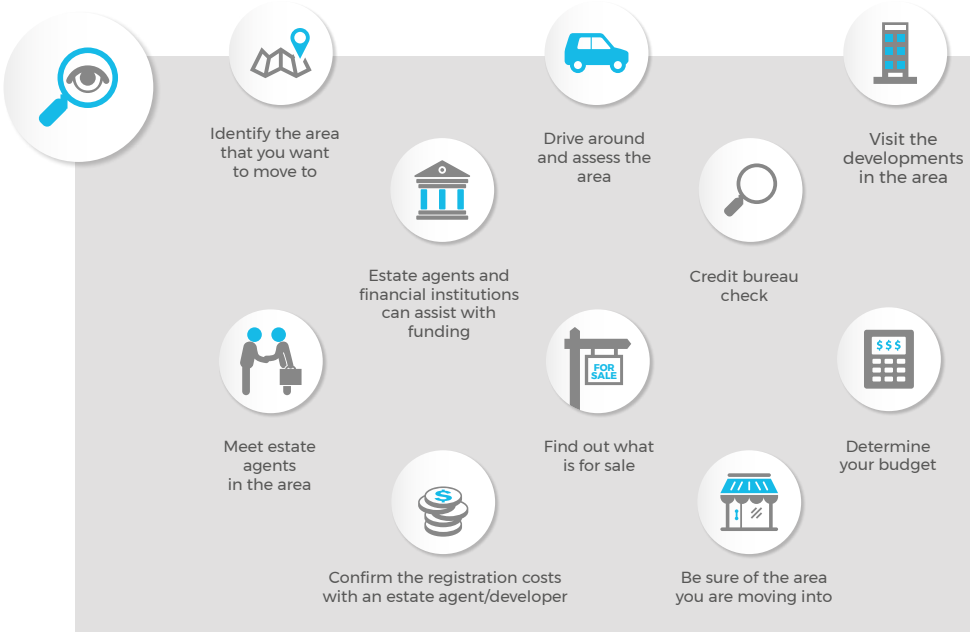 Identify the area
that you want
to move to
Drive around
and assess the
area
Visit the
developments
in the area
Estate agents and
financial institutions
can assist with
funding
Credit bureau
check
$$$
FOR
SALE
Meet estate
agents
in the area
Find out what
is for sale
Determine
your budget
$
Confirm the registration costs
with an estate agent/developer
Be sure of the area
you are moving into